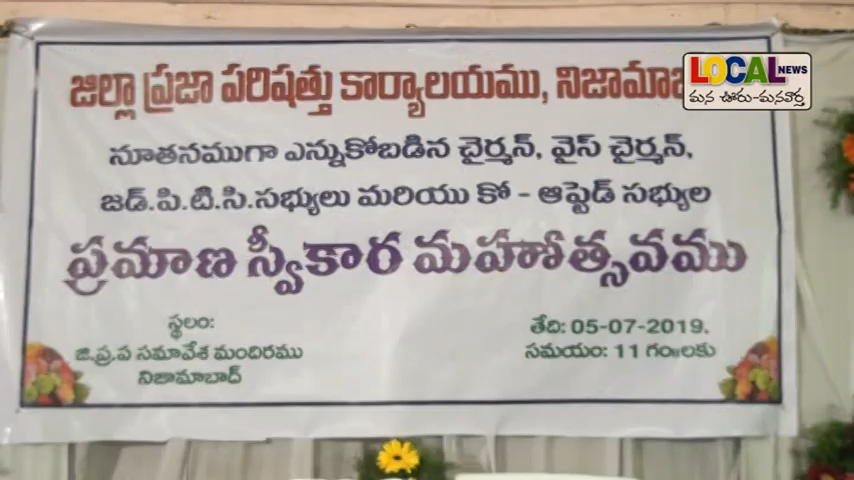 జిల్లా ప్రజా పరిషత్తు కార్యాలయము,
LOCAL NEWS
మన ఊరు-మనవార్త
నూతనముగా ఎన్నుకోబడిన చైర్మన్, వైస్ చైర్మన్,
జడ్.పి.టి.సి.సభ్యులు మరియు కో - ఆప్టెడ్ సభ్యుల
ప్రమాణ స్వీకార మహోత్సవము
స్థలం:
జి.ప్ర.ప సమావేశ మందిరము
నిజామాబాద్
తేది: 05-07-2019.
సమయం: 11 గం॥లకు